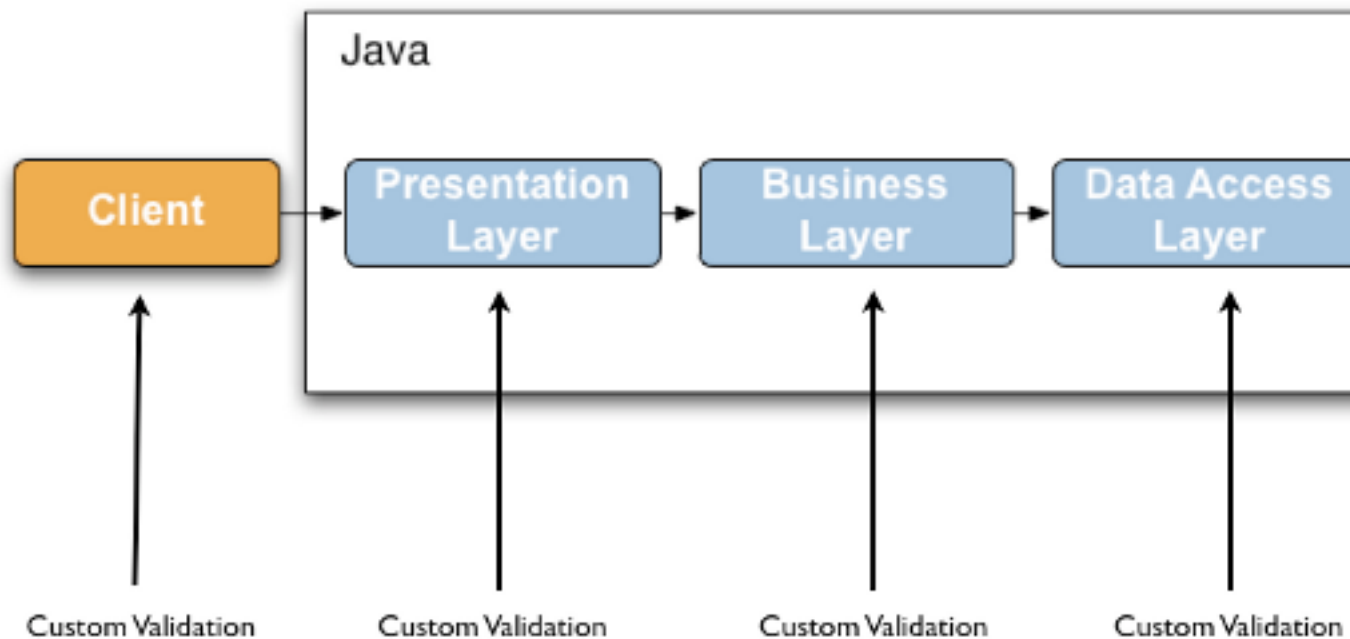 Java
Client
Presentation
Layer
Business
Layer
Data Access
Layer
Custom Validation
Custom Validation
Custom Validation
Custom Validation